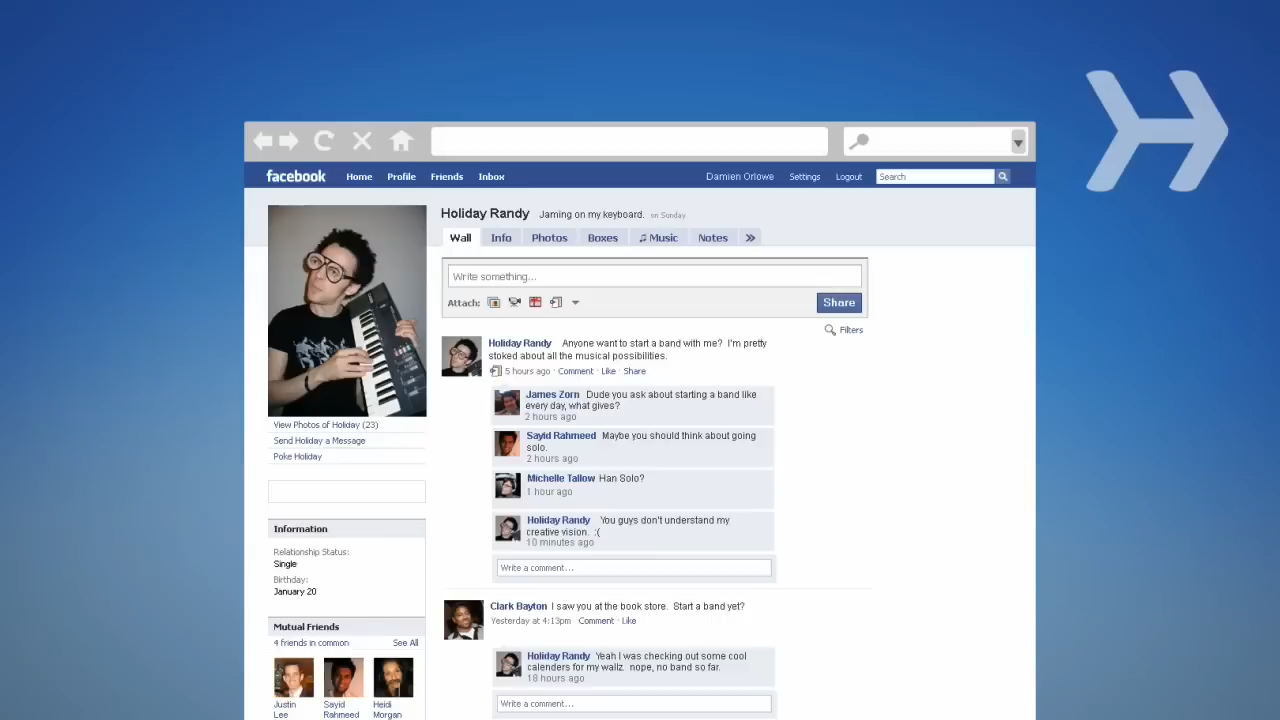 facebook Home Profile Friends Inbox Damien Orlowe Settings Logout Search
Holiday Randy Jaming on my keyboard. on Sunday
Wall Info Photos Boxes Music Notes
Write something...
Attach: Share
Filters
Holiday Randy Anyone want to start a band with me? I'm pretty
stoked about all the musical possibilities.
5 hours ago · Comment · Like · Share
James Zorn Dude you ask about starting a band like
every day, what gives?
2 hours ago
Sayid Rahmeed Maybe you should think about going
solo.
2 hours ago
Michelle Tallow Han Solo?
1 hour ago
Holiday Randy You guys don't understand my
creative vision. :(
10 minutes ago
Write a comment...
Clark Bayton I saw you at the book store. Start a band yet?
Yesterday at 4:13pm Comment · Like
Holiday Randy Yeah I was checking out some cool
calenders for my wallz. nope, no band so far.
18 hours ago
Write a comment...
View Photos of Holiday (23)
Send Holiday a Message
Poke Holiday
Information
Relationship Status:
Single
Birthday:
January 20
Mutual Friends
4 friends in common See All
Justin Sayid Heidi
Lee Rahmeed Morgan